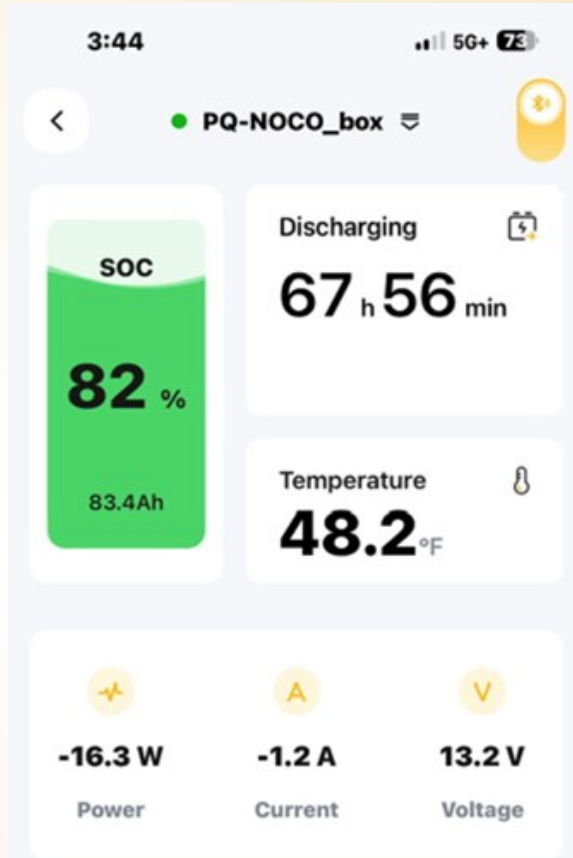 3:44 5G+ 73
PQ-NOCO_box
SOC
82 %
83.4Ah
Discharging
67 h 56 min
Temperature
48.2 °F
A V
-16.3 W -1.2 A 13.2 V
Power Current Voltage